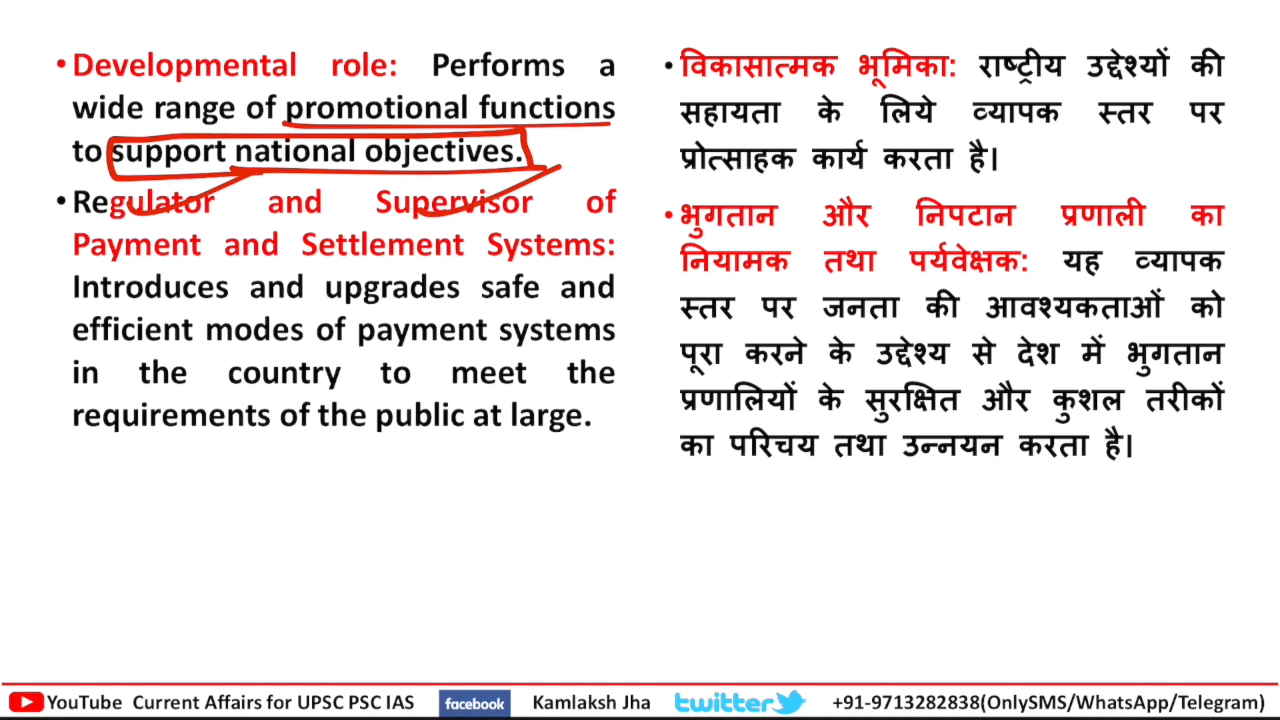 •Developmental role: Performs a
wide range of promotional functions
to support national objectives.
•Regulator and Supervisor of
Payment and Settlement Systems:
Introduces and upgrades safe and
efficient modes of payment systems
in the country to meet the
requirements of the public at large.
•विकासात्मक भूमिका: राष्ट्रीय उद्देश्यों की
सहायता के लिये व्यापक स्तर पर
प्रोत्साहक कार्य करता है।
•भुगतान और निपटान प्रणाली का
नियामक तथा पर्यवेक्षक: यह व्यापक
स्तर पर जनता की आवश्यकताओं को
पूरा करने के उद्देश्य से देश में भुगतान
प्रणालियों के सुरक्षित और कुशल तरीकों
का परिचय तथा उन्नयन करता है।
YouTube Current Affairs for UPSC PSC IAS facebook Kamlaksh Jha twitter +91-9713282838(OnlySMS/WhatsApp/Telegram)